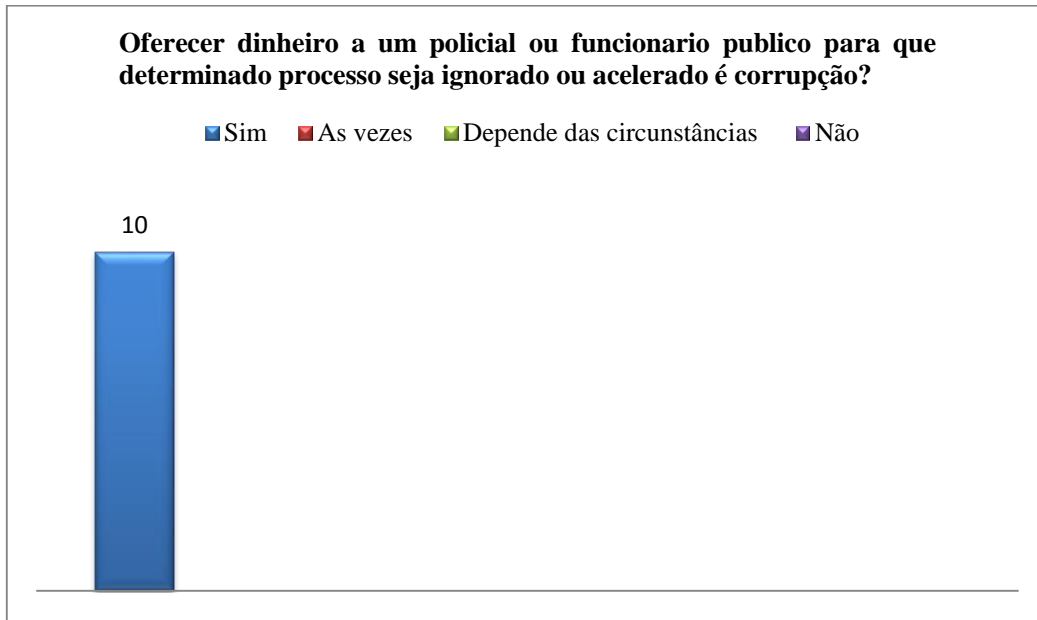 Oferecer dinheiro a um policial ou funcionario publico para que
determinado processo seja ignorado ou acelerado é corrupção?
Sim As vezes Depende das circunstâncias Não
10